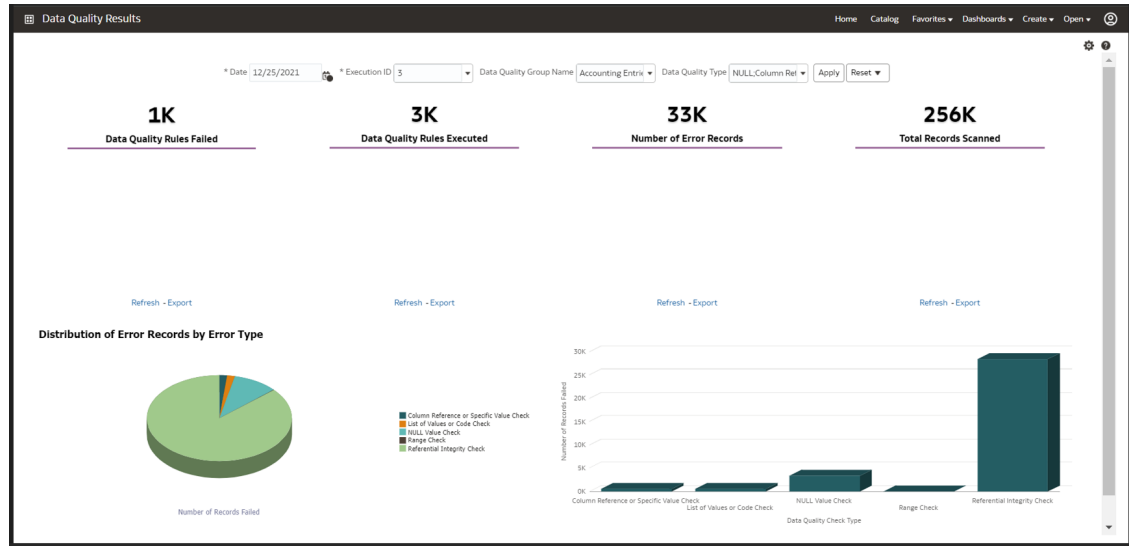 Data Quality Results
Home Catalog Favorites Dashboards Create Open
* Date 12/25/2021 * Execution ID 3 Data Quality Group Name Accounting Entri Data Quality Type NULL;Column Ref Apply Reset
1K 3K 33K 256K
Data Quality Rules Failed Data Quality Rules Executed Number of Error Records Total Records Scanned
Refresh - Export Refresh - Export Refresh - Export Refresh - Export
Distribution of Error Records by Error Type
Column Reference or Specific Value Check
List of Values or Code Check
NULL Value Check
Range Check
Referential Integrity Check
Number of Records Failed
30K
25K
20K
15K
10K
5K
0K
Number of Records Failed
Column Reference or Specific Value Check
List of Values or Code Check
NULL Value Check
Range Check
Referential Integrity Check
Data Quality Check Type